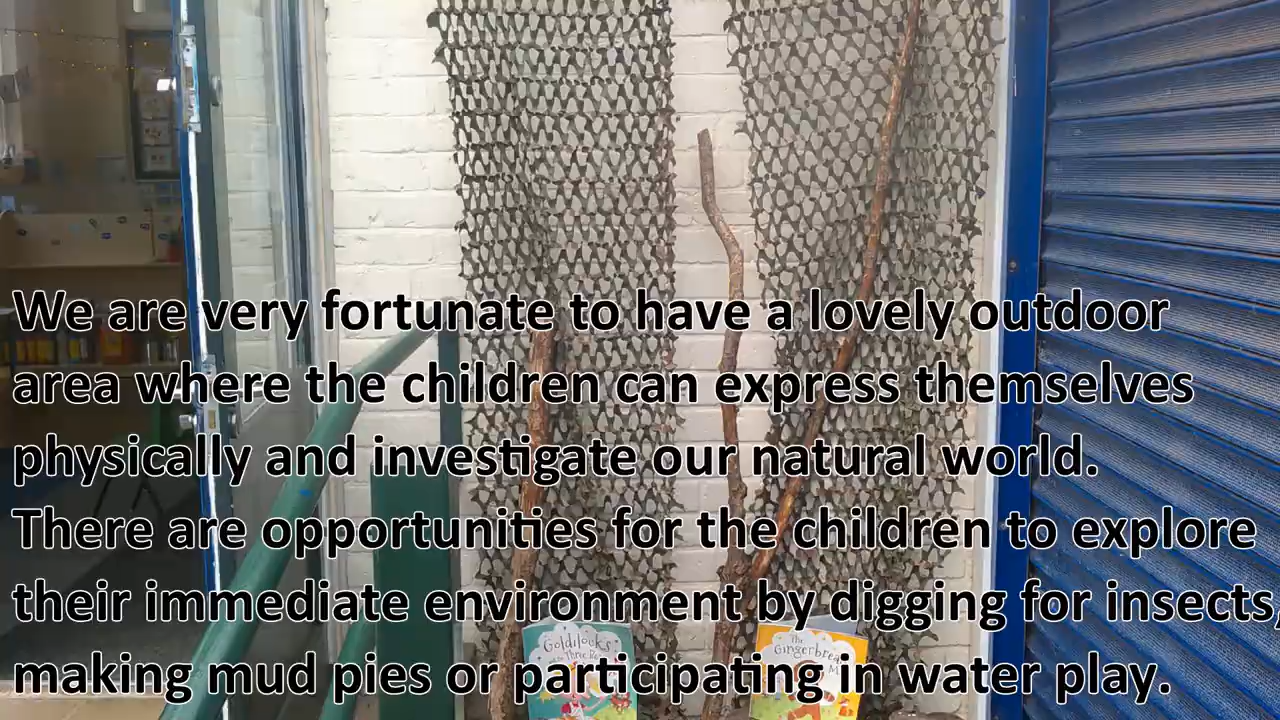 We are very fortunate to have a lovely outdoor
area where the children can express themselves
physically and investigate our natural world.
There are opportunities for the children to explore
their immediate environment by digging for insects,
making mud pies or participating in water play.
Goldilocks
Three
The
Gingerbread